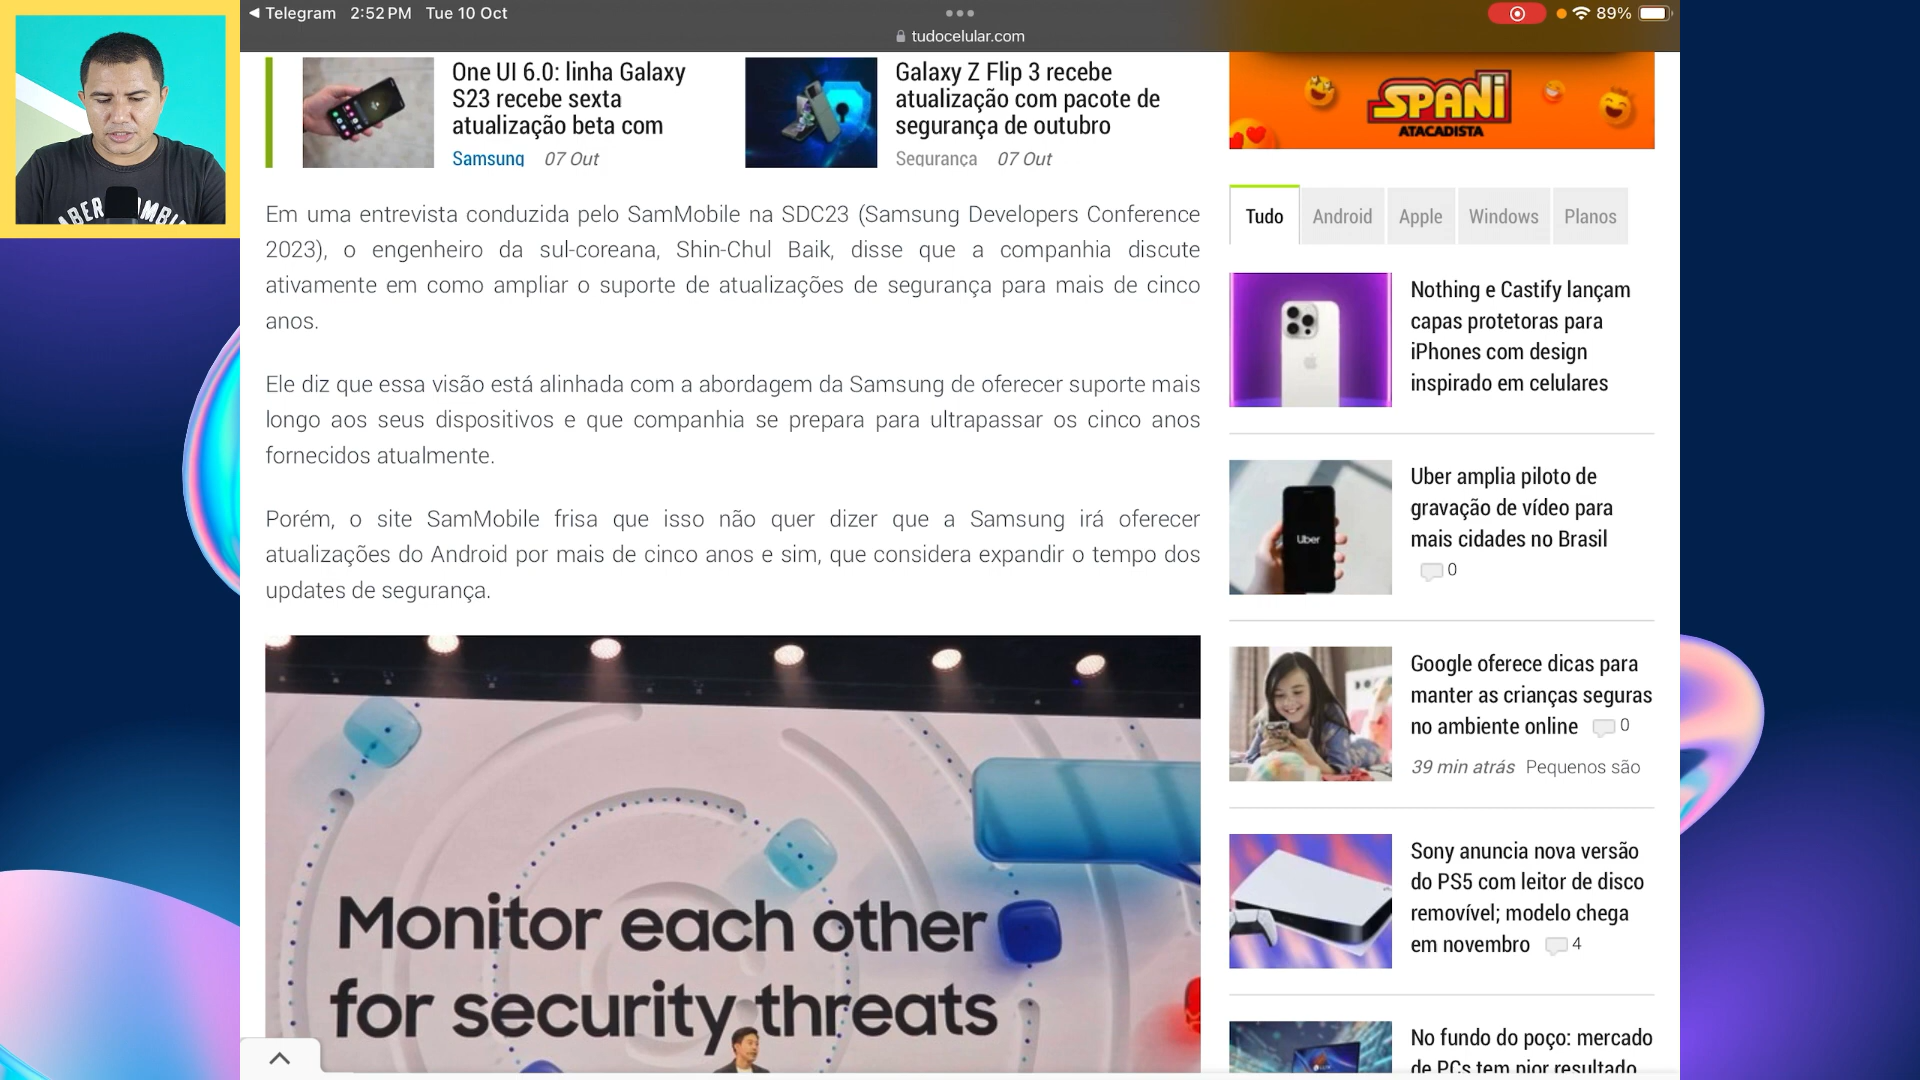 Telegram 2:52 PM Tue 10 Oct
89%
tudocelular.com
One UI 6.0: linha Galaxy
S23 recebe sexta
atualização beta com
Samsung 07 Out
Galaxy Z Flip 3 recebe
atualização com pacote de
segurança de outubro
Segurança 07 Out
Em uma entrevista conduzida pelo SamMobile na SDC23 (Samsung Developers Conference
2023), o engenheiro da sul-coreana, Shin-Chul Baik, disse que a companhia discute
ativamente em como ampliar o suporte de atualizações de segurança para mais de cinco
anos.
Ele diz que essa visão está alinhada com a abordagem da Samsung de oferecer suporte mais
longo aos seus dispositivos e que companhia se prepara para ultrapassar os cinco anos
fornecidos atualmente.
Porém, o site SamMobile frisa que isso não quer dizer que a Samsung irá oferecer
atualizações do Android por mais de cinco anos e sim, que considera expandir o tempo dos
updates de segurança.
Monitor each other
for security threats
SPANI
ATACADISTA
Tudo Android Apple Windows Planos
Nothing e Castify lançam
capas protetoras para
iPhones com design
inspirado em celulares
Uber
Uber amplia piloto de
gravação de vídeo para
mais cidades no Brasil
0
Google oferece dicas para
manter as crianças seguras
no ambiente online 0
39 min atrás Pequenos são
Sony anuncia nova versão
do PS5 com leitor de disco
removível; modelo chega
em novembro 4
No fundo do poço: mercado
de PCs tem pior resultado